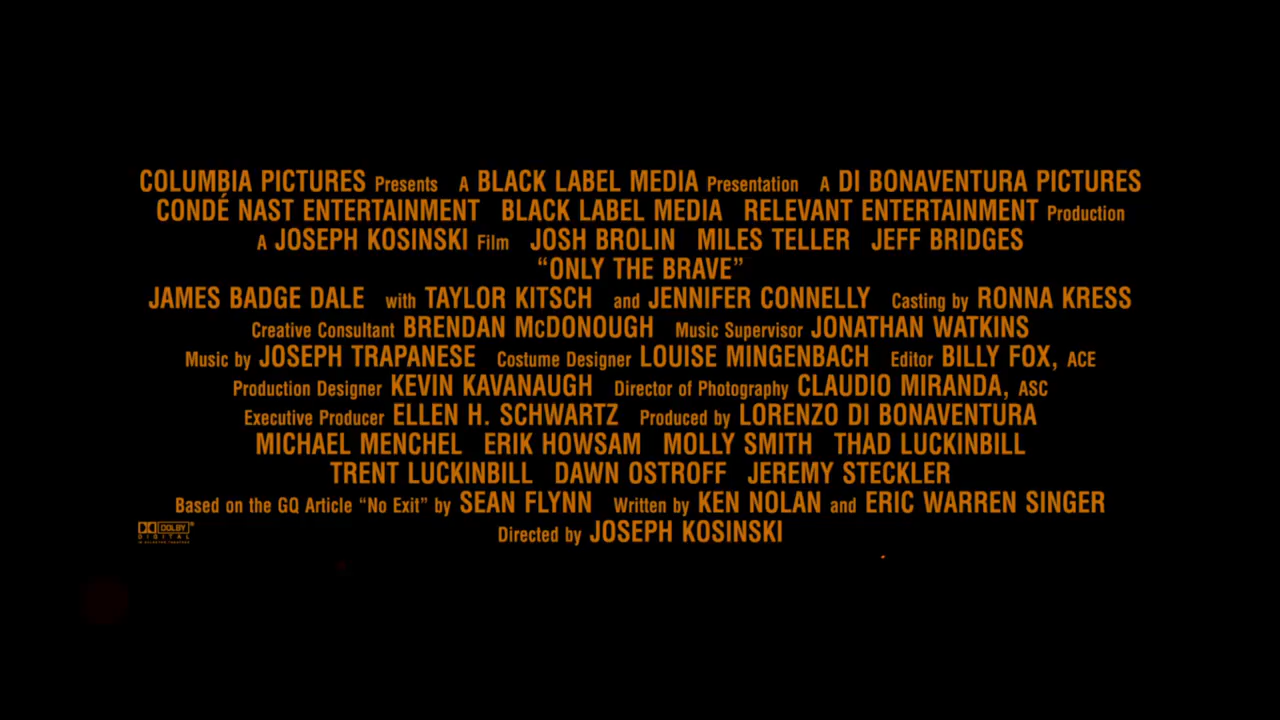 COLUMBIA PICTURES Presents A BLACK LABEL MEDIA Presentation A DI BONAVENTURA PICTURES
CONDÉ NAST ENTERTAINMENT BLACK LABEL MEDIA RELEVANT ENTERTAINMENT Production
A JOSEPH KOSINSKI Film JOSH BROLIN MILES TELLER JEFF BRIDGES
“ONLY THE BRAVE”
JAMES BADGE DALE with TAYLOR KITSCH and JENNIFER CONNELLY Casting by RONNA KRESS
Creative Consultant BRENDAN McDONOUGH Music Supervisor JONATHAN WATKINS
Music by JOSEPH TRAPANESE Costume Designer LOUISE MINGENBACH Editor BILLY FOX, ACE
Production Designer KEVIN KAVANAUGH Director of Photography CLAUDIO MIRANDA, ASC
Executive Producer ELLEN H. SCHWARTZ Produced by LORENZO DI BONAVENTURA
MICHAEL MENCHEL ERIK HOWSAM MOLLY SMITH THAD LUCKINBILL
TRENT LUCKINBILL DAWN OSTROFF JEREMY STECKLER
Based on the GQ Article “No Exit” by SEAN FLYNN Written by KEN NOLAN and ERIC WARREN SINGER
Directed by JOSEPH KOSINSKI
DOLBY
DIGITAL
IN SELECTED THEATRES